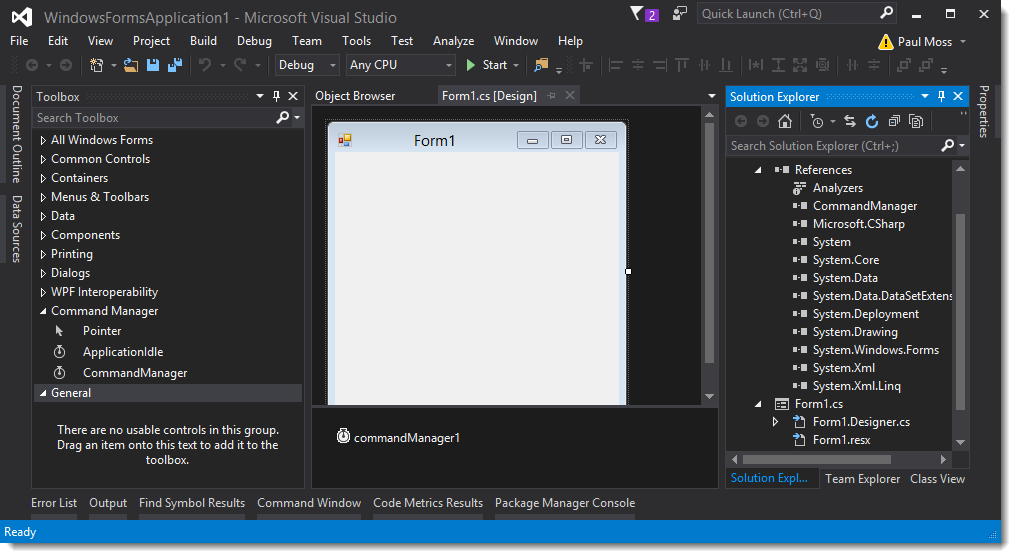 WindowsFormsApplication1 - Microsoft Visual Studio
2
Quick Launch (Ctrl+Q)
File Edit View Project Build Debug Team Tools Test Analyze Window Help
Paul Moss
Debug Any CPU Start
Document Outline
Data Sources
Toolbox
Search Toolbox
All Windows Forms
Common Controls
Containers
Menus & Toolbars
Data
Components
Printing
Dialogs
WPF Interoperability
Command Manager
Pointer
ApplicationIdle
CommandManager
General
There are no usable controls in this group.
Drag an item onto this text to add it to the
toolbox.
Object Browser Form1.cs [Design]
Form1
commandManager1
Solution Explorer
Search Solution Explorer (Ctrl+;)
References
Analyzers
CommandManager
Microsoft.CSharp
System
System.Core
System.Data
System.Data.DataSetExtens
System.Deployment
System.Drawing
System.Windows.Forms
System.Xml
System.Xml.Linq
Form1.cs
Form1.Designer.cs
Form1.resx
Solution Expl... Team Explorer Class View
Properties
Error List Output Find Symbol Results Command Window Code Metrics Results Package Manager Console
Ready